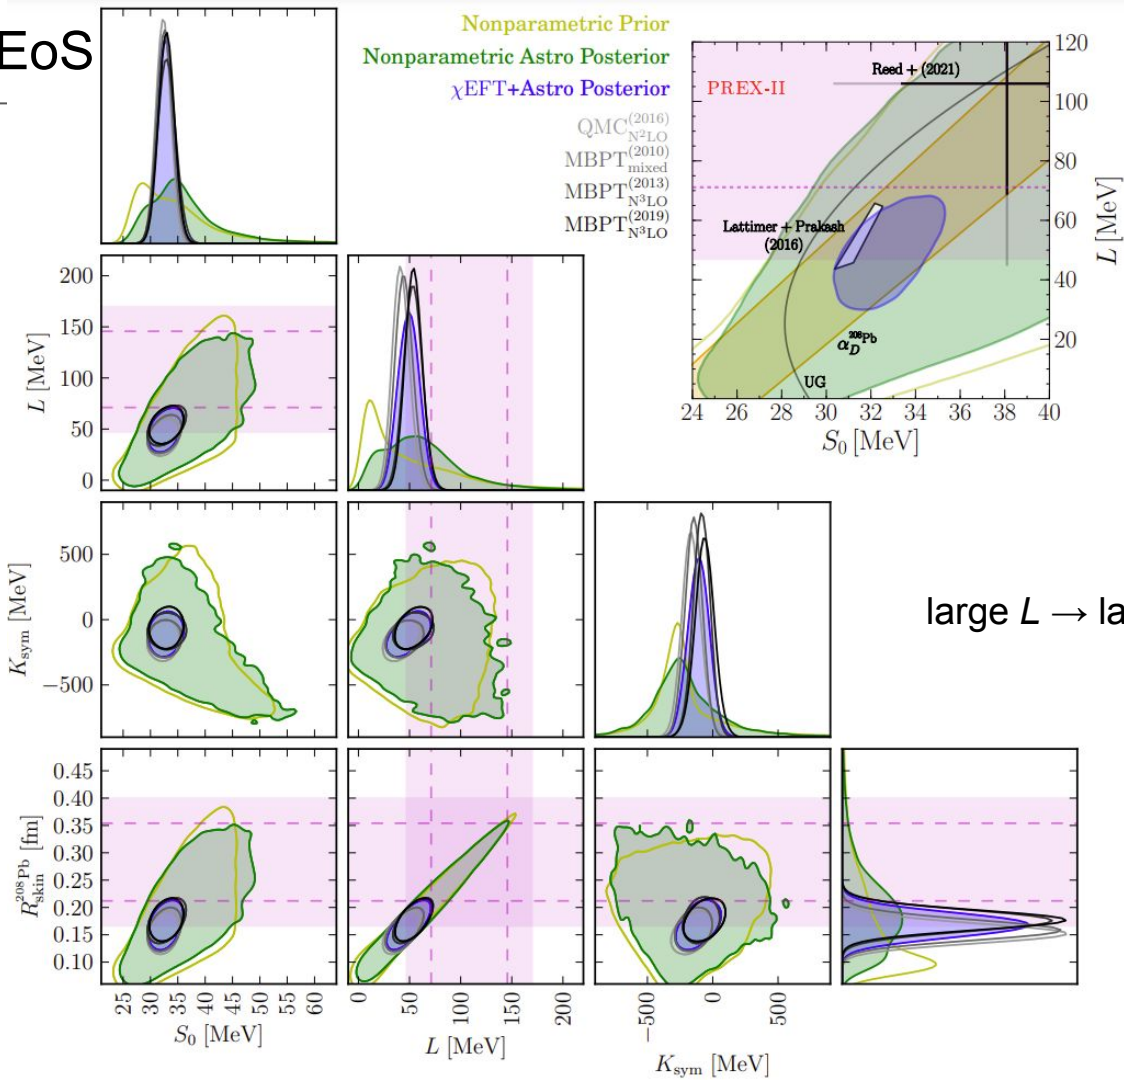 EoS
Nonparametric Prior
Nonparametric Astro Posterior
χEFT+Astro Posterior
QMC(2016)N²LO
MBPT(2010)mixed
MBPT(2013)N³LO
MBPT(2019)N³LO
PREX-II
Reed + (2021)
Lattimer + Prakash
(2016)
α_D ²⁰⁸Pb
UG
120
100
80
60
40
20
L [MeV]
24 26 28 30 32 34 36 38 40
S₀ [MeV]
200
150
100
50
0
L [MeV]
500
0
−500
Ksym [MeV]
large L → la
0.45
0.40
0.35
0.30
0.25
0.20
0.15
0.10
R²⁰⁸Pb skin [fm]
25 30 35 40 45 50 55 60
S₀ [MeV]
0 50 100 150 200
L [MeV]
−500 0 500
Ksym [MeV]